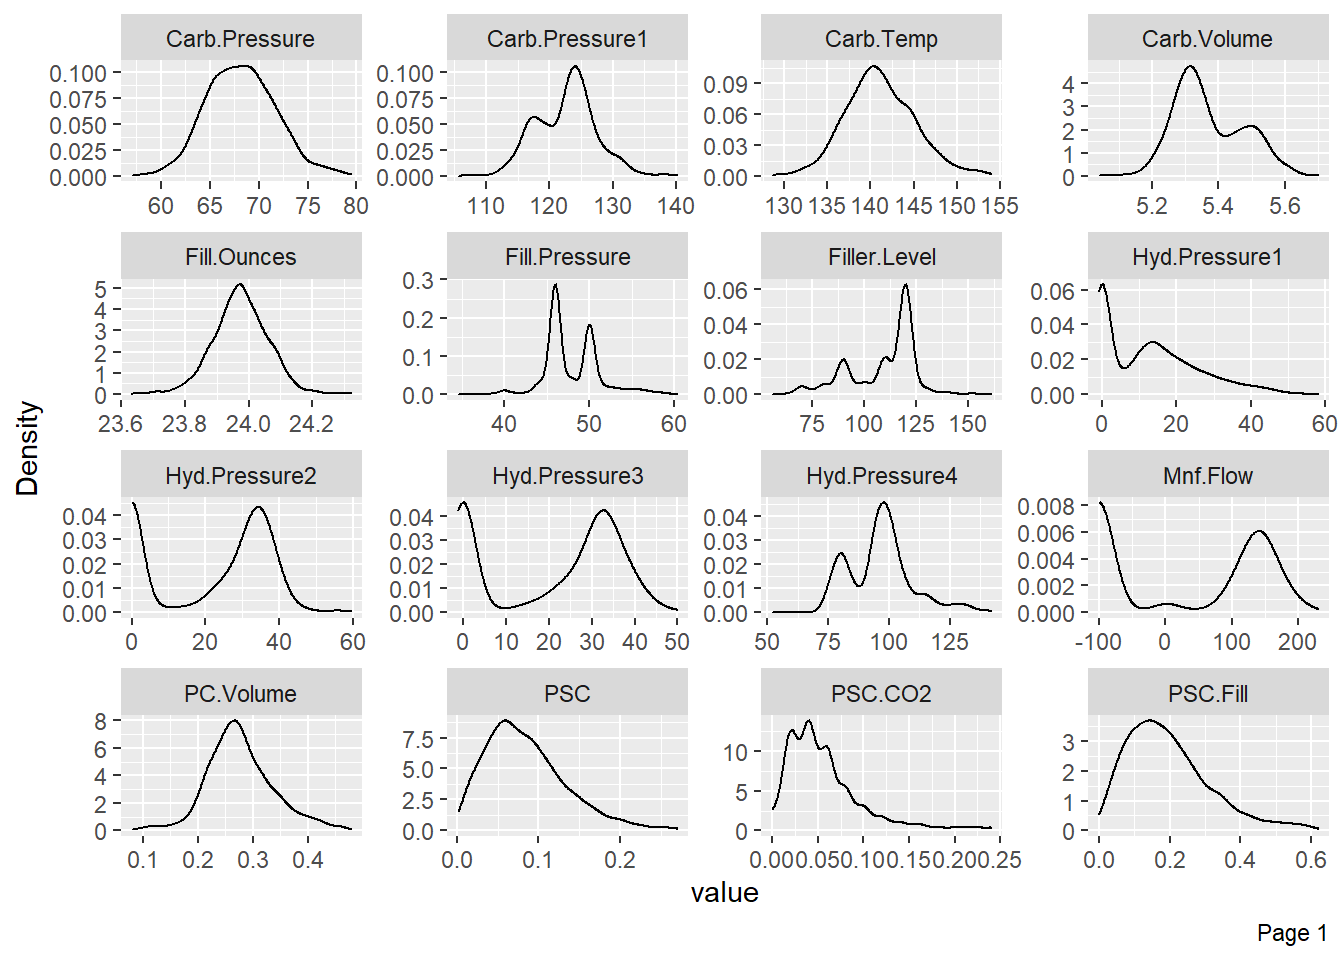 Carb.Pressure Carb.Pressure1 Carb.Temp Carb.Volume
0.100 0.075 0.050 0.025 0.000
0.100 0.075 0.050 0.025 0.000
0.09 0.06 0.03 0.00
4 3 2 1 0
60 65 70 75 80
110 120 130 140
130 135 140 145 150 155
5.2 5.4 5.6
Fill.Ounces Fill.Pressure Filler.Level Hyd.Pressure1
5 4 3 2 1 0
0.3 0.2 0.1 0.0
0.06 0.04 0.02 0.00
0.06 0.04 0.02 0.00
23.6 23.8 24.0 24.2
40 50 60
75 100 125 150
0 20 40 60
Hyd.Pressure2 Hyd.Pressure3 Hyd.Pressure4 Mnf.Flow
0.04 0.03 0.02 0.01 0.00
0.04 0.03 0.02 0.01 0.00
0.04 0.03 0.02 0.01 0.00
0.008 0.006 0.004 0.002 0.000
0 20 40 60
0 10 20 30 40 50
50 75 100 125
-100 0 100 200
PC.Volume PSC PSC.CO2 PSC.Fill
8 6 4 2 0
7.5 5.0 2.5 0.0
10 5 0
3 2 1 0
0.1 0.2 0.3 0.4
0.0 0.1 0.2
0.00 0.05 0.10 0.15 0.20 0.25
0.0 0.2 0.4 0.6
Density
value
Page 1